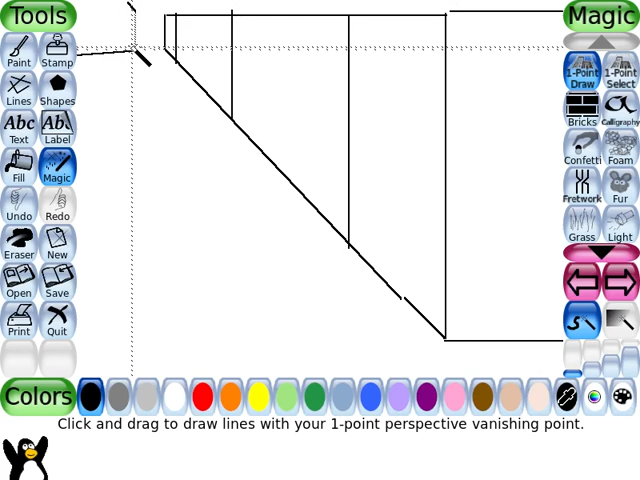 Tools
Magic
Paint
Stamp
1-Point
Draw
1-Point
Select
Lines
Shapes
Bricks
Calligraphy
Abc
Text
Abc
Label
Confetti
Foam
Fill
Magic
Fretwork
Fur
Undo
Redo
Grass
Light
Eraser
New
Open
Save
Print
Quit
Colors
Click and drag to draw lines with your 1-point perspective vanishing point.